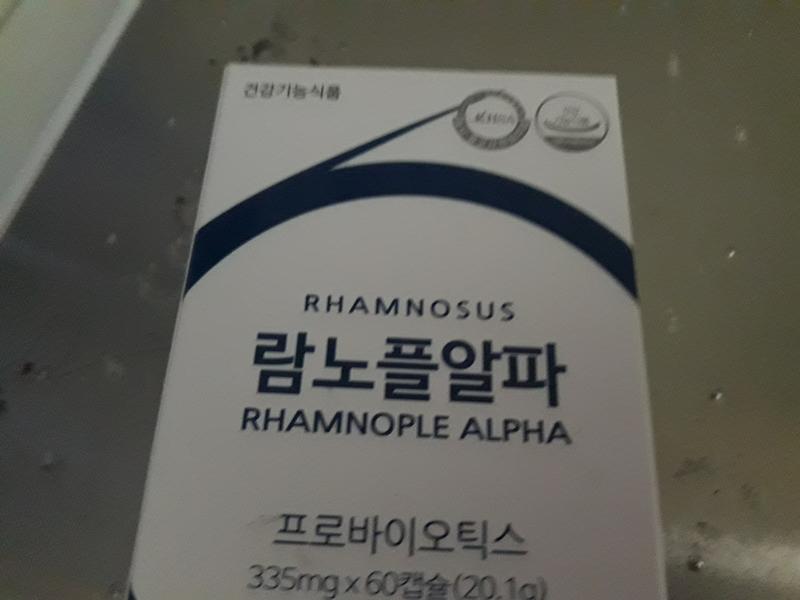 건강기능식품
RHAMNOSUS
람노플알파
RHAMNOPLE ALPHA
프로바이오틱스
335mg x 60캡슐(20.1g)